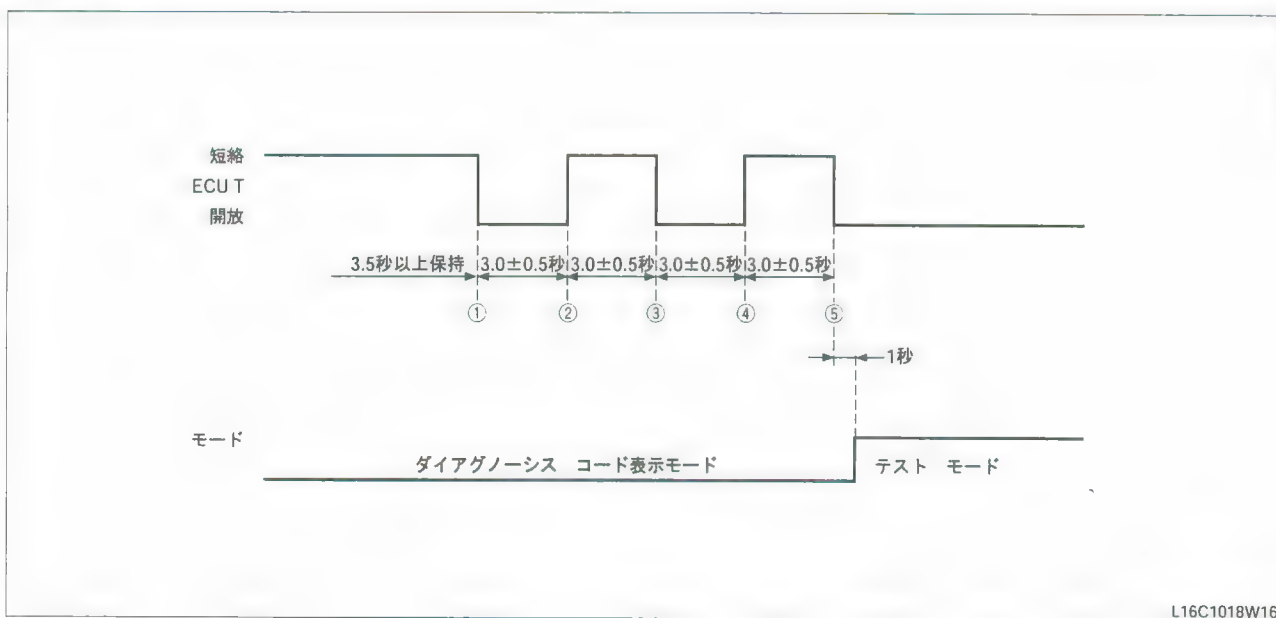 短絡
ECU T
開放
3.5秒以上保持 3.0±0.5秒 3.0±0.5秒 3.0±0.5秒 3.0±0.5秒
① ② ③ ④ ⑤
1秒
モード
ダイアグノーシス コード表示モード テスト モード
L16C1018W16